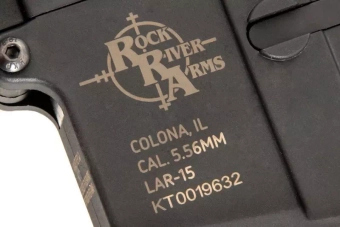 ROCK
RIVER
ARMS
COLONA, IL
CAL. 5.56MM
LAR-15
KT0019632